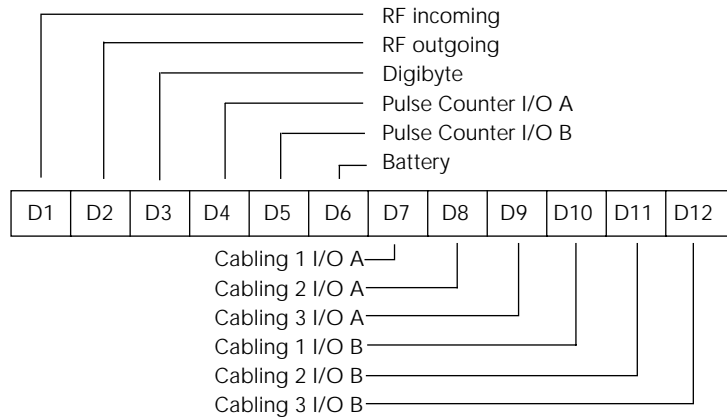 RF incoming
RF outgoing
Digibyte
Pulse Counter I/O A
Pulse Counter I/O B
Battery
D1 D2 D3 D4 D5 D6 D7 D8 D9 D10 D11 D12
Cabling 1 I/O A
Cabling 2 I/O A
Cabling 3 I/O A
Cabling 1 I/O B
Cabling 2 I/O B
Cabling 3 I/O B